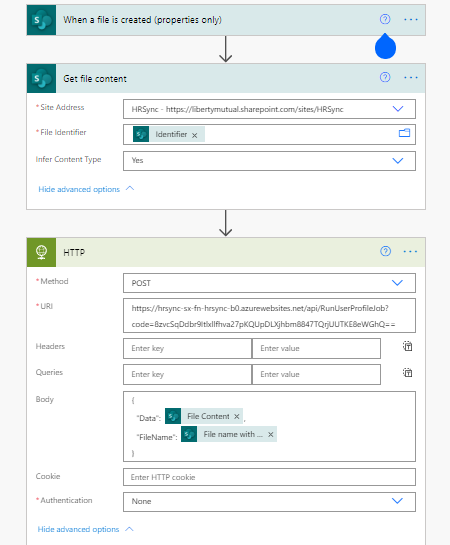 When a file is created (properties only)
Get file content
* Site Address
HRSync - https://libertymutual.sharepoint.com/sites/HRSync
* File Identifier
Identifier ×
Infer Content Type
Yes
Hide advanced options
HTTP
* Method
POST
* URI
https://hrsync-sx-fn-hrsync-b0.azurewebsites.net/api/RunUserProfileJob?
Headers
Enter key Enter value
Queries
Enter key Enter value
Body
{
"Data": File Content × ,
"FileName": File name with ... ×
}
Cookie
Enter HTTP cookie
* Authentication
None
Hide advanced options